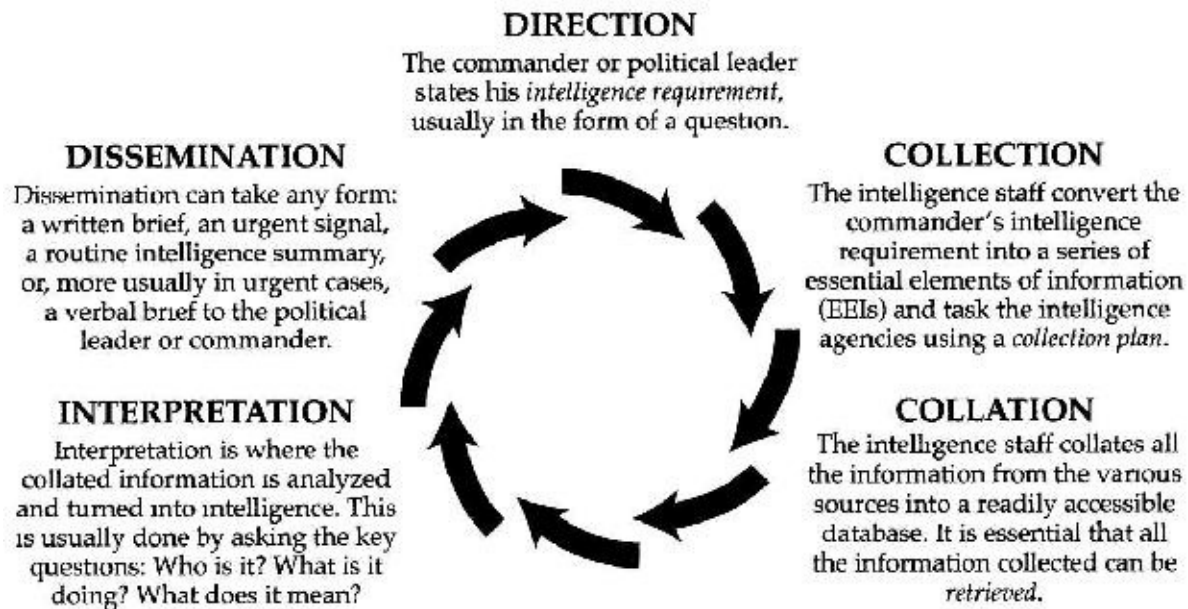 DIRECTION
The commander or political leader
states his intelligence requirement,
usually in the form of a question.
DISSEMINATION
Dissemination can take any form:
a written brief, an urgent signal,
a routine intelligence summary,
or, more usually in urgent cases,
a verbal brief to the political
leader or commander.
COLLECTION
The intelligence staff convert the
commander's intelligence
requirement into a series of
essential elements of information
(EEIs) and task the intelligence
agencies using a collection plan.
INTERPRETATION
Interpretation is where the
collated information is analyzed
and turned into intelligence. This
is usually done by asking the key
questions: Who is it? What is it
doing? What does it mean?
COLLATION
The intelligence staff collates all
the information from the various
sources into a readily accessible
database. It is essential that all
the information collected can be
retrieved.